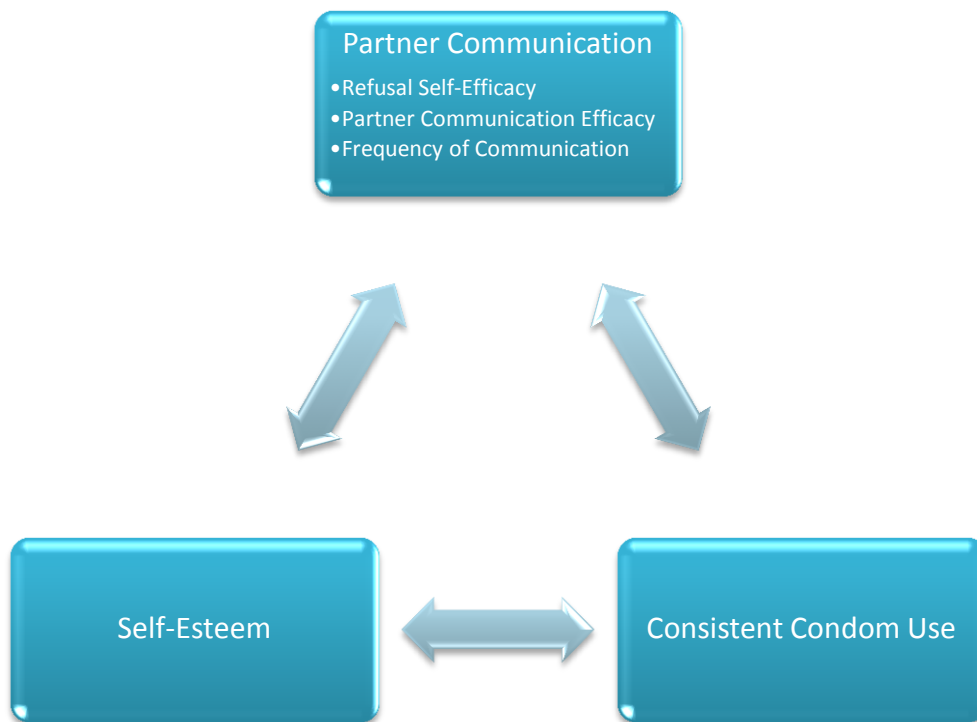 Partner Communication
•Refusal Self-Efficacy
•Partner Communication Efficacy
•Frequency of Communication
Self-Esteem
Consistent Condom Use